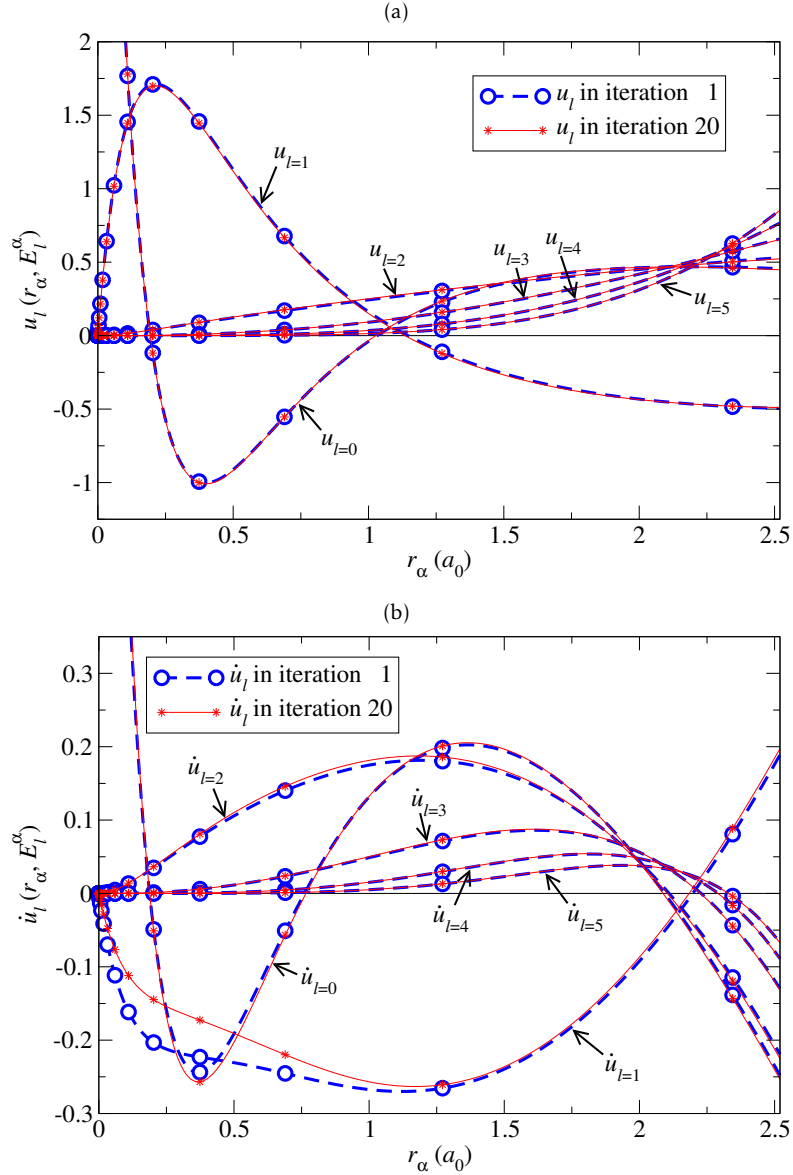 (a)
2
1.5
1
0.5
0
-0.5
-1
u_l (r_α, E_l^α)
u_l in iteration 1
u_l in iteration 20
u_{l=1}
u_{l=2}
u_{l=3}
u_{l=4}
u_{l=5}
u_{l=0}
0 0.5 1 1.5 2 2.5
r_α (a_0)
(b)
0.3
0.2
0.1
0
-0.1
-0.2
-0.3
u̇_l (r_α, E_l^α)
u̇_l in iteration 1
u̇_l in iteration 20
u̇_{l=2}
u̇_{l=3}
u̇_{l=4}
u̇_{l=5}
u̇_{l=0}
u̇_{l=1}
0 0.5 1 1.5 2 2.5
r_α (a_0)